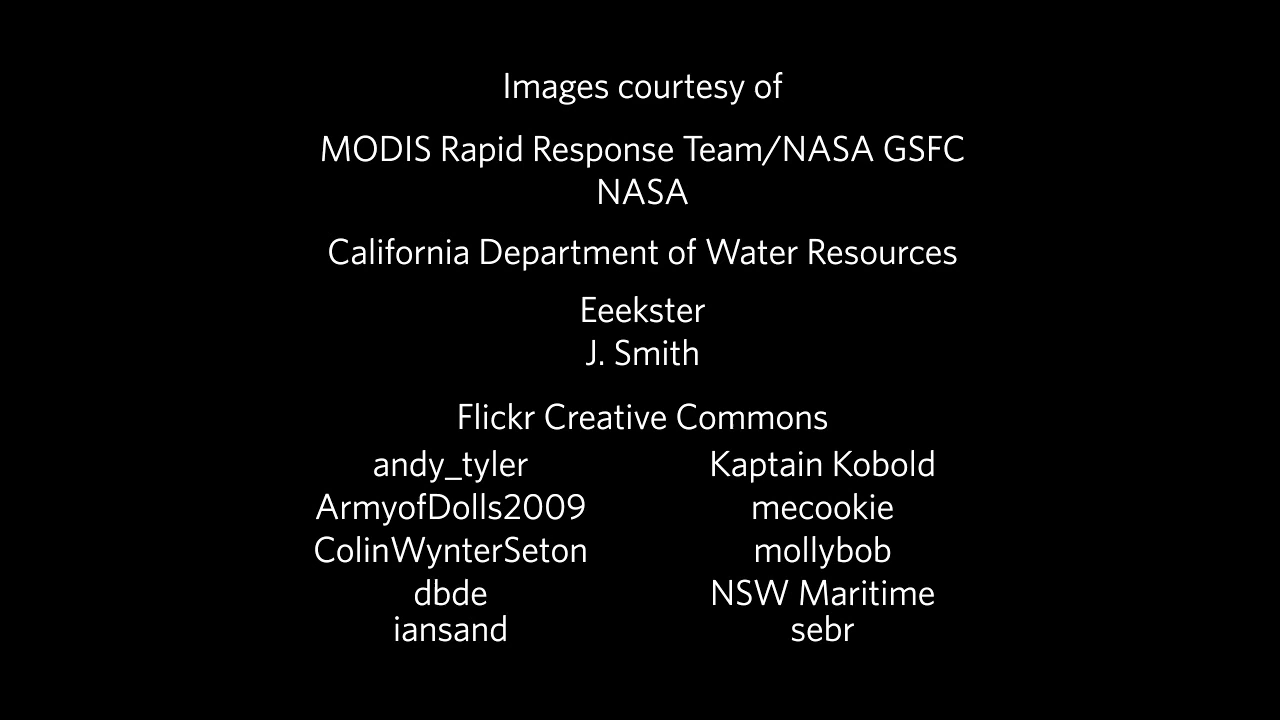 Images courtesy of
MODIS Rapid Response Team/NASA GSFC
NASA
California Department of Water Resources
Eeekster
J. Smith
Flickr Creative Commons
andy_tyler
ArmyofDolls2009
ColinWynterSeton
dbde
iansand
Kaptain Kobold
mecookie
mollybob
NSW Maritime
sebr